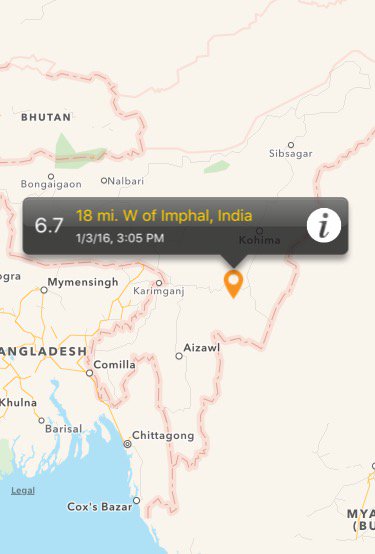 BHUTAN
Sibsagar
Bongaigaon
Nalbari
6.7
18 mi. W of Imphal, India
1/3/16, 3:05 PM
i
Kohima
ogra
Mymensingh
Karimganj
ANGLADESH
Aizawl
Comilla
Khulna
Barisal
Chittagong
Legal
Cox's Bazar
MYA
(BU